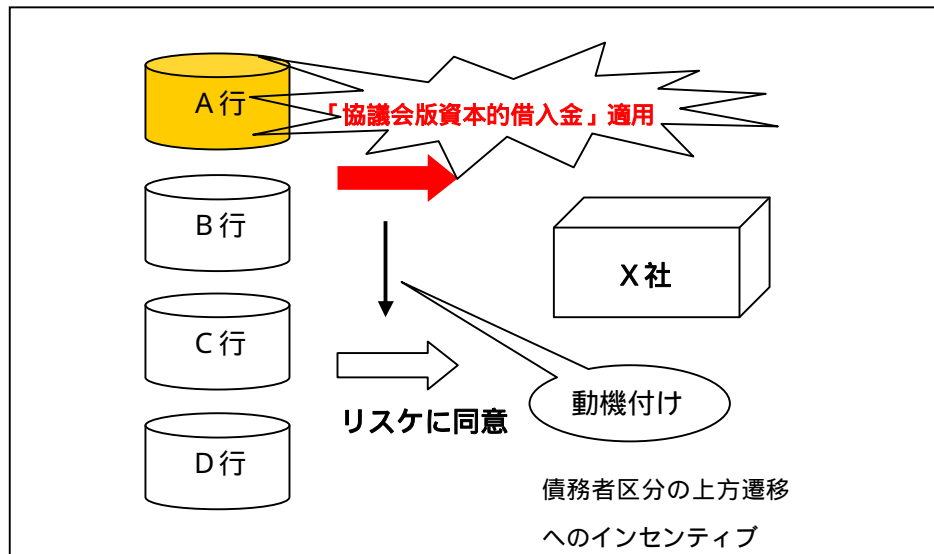 A行
「協議会版資本的借入金」適用
B行
X社
C行
動機付け
リスケに同意
D行
債務者区分の上方遷移
へのインセンティブ